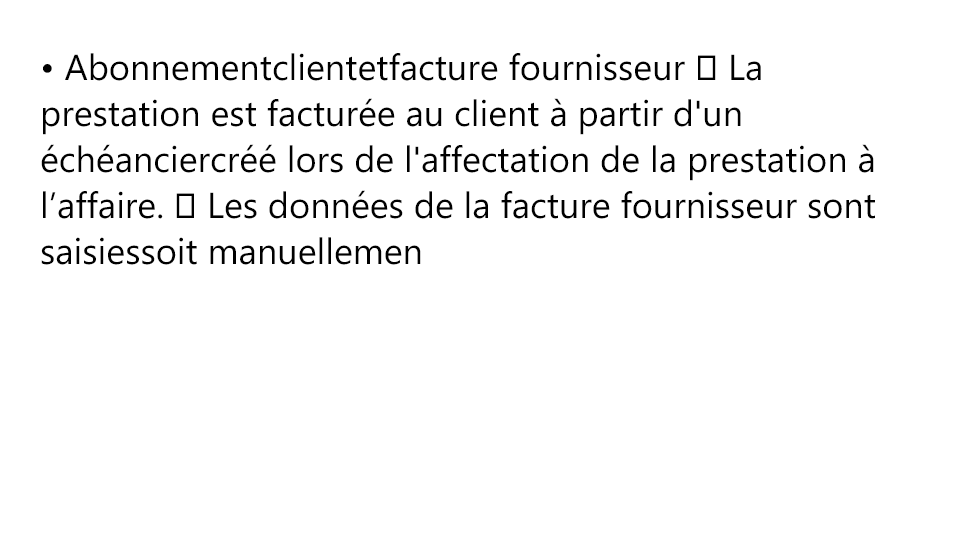 • Abonnementclientetfacture fournisseur  La
prestation est facturée au client à partir d'un
échéanciercréé lors de l'affectation de la prestation à
l’affaire.  Les données de la facture fournisseur sont
saisiessoit manuellemen